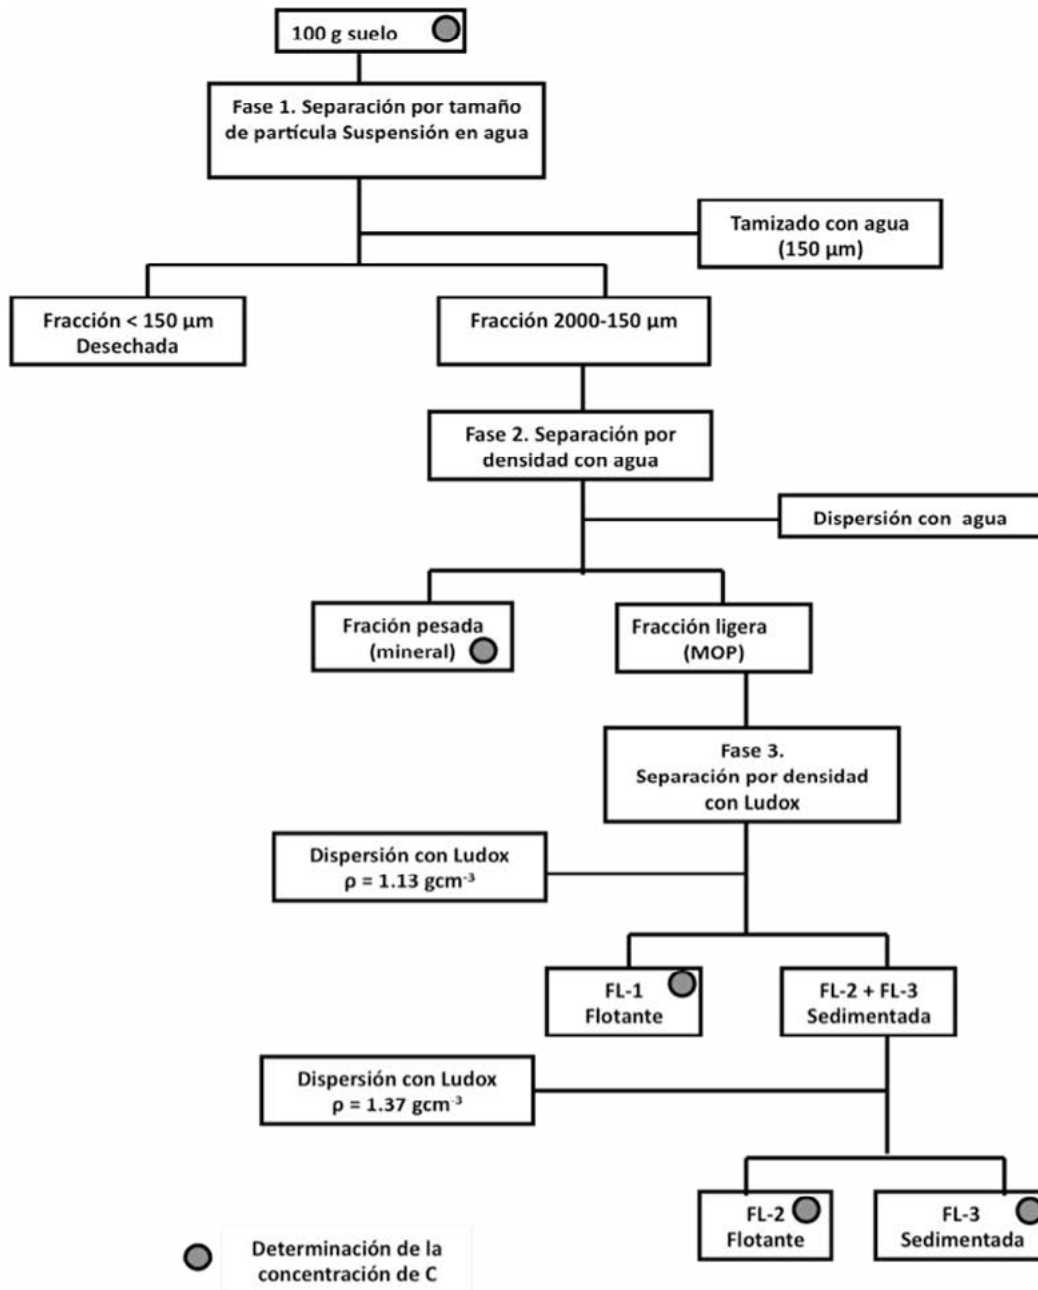 100 g suelo
Fase 1. Separación por tamaño
de partícula Suspensión en agua
Tamizado con agua
(150 µm)
Fracción < 150 µm
Desechada
Fracción 2000-150 µm
Fase 2. Separación por
densidad con agua
Dispersión con agua
Fración pesada
(mineral)
Fracción ligera
(MOP)
Fase 3.
Separación por densidad
con Ludox
Dispersión con Ludox
ρ = 1.13 gcm⁻³
FL-1
Flotante
FL-2 + FL-3
Sedimentada
Dispersión con Ludox
ρ = 1.37 gcm⁻³
FL-2
Flotante
FL-3
Sedimentada
Determinación de la
concentración de C